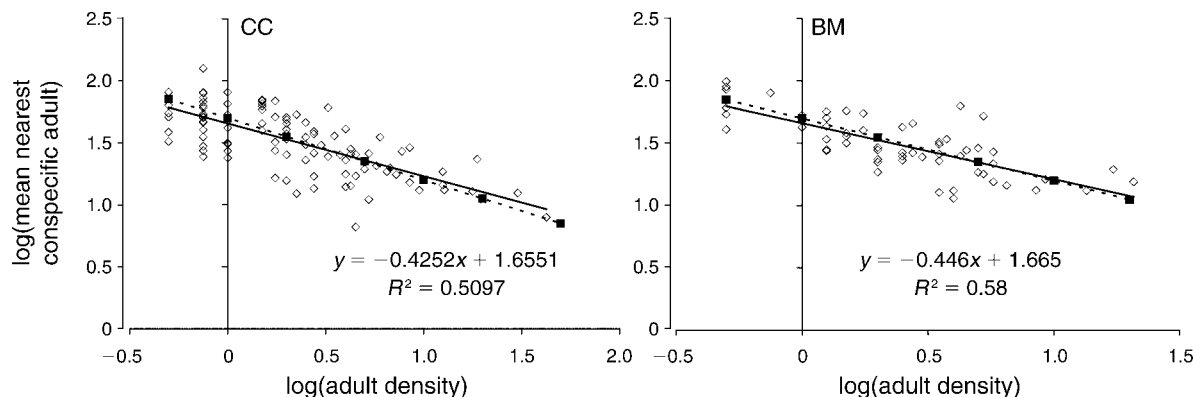 CC
2.5
2.0
1.5
1.0
0.5
0
−0.5
0
0.5
1.0
1.5
2.0
log(mean nearest
conspecific adult)
log(adult density)
y = −0.4252x + 1.6551
R² = 0.5097
BM
2.5
2.0
1.5
1.0
0.5
0
−0.5
0
0.5
1.0
1.5
log(adult density)
y = −0.446x + 1.665
R² = 0.58